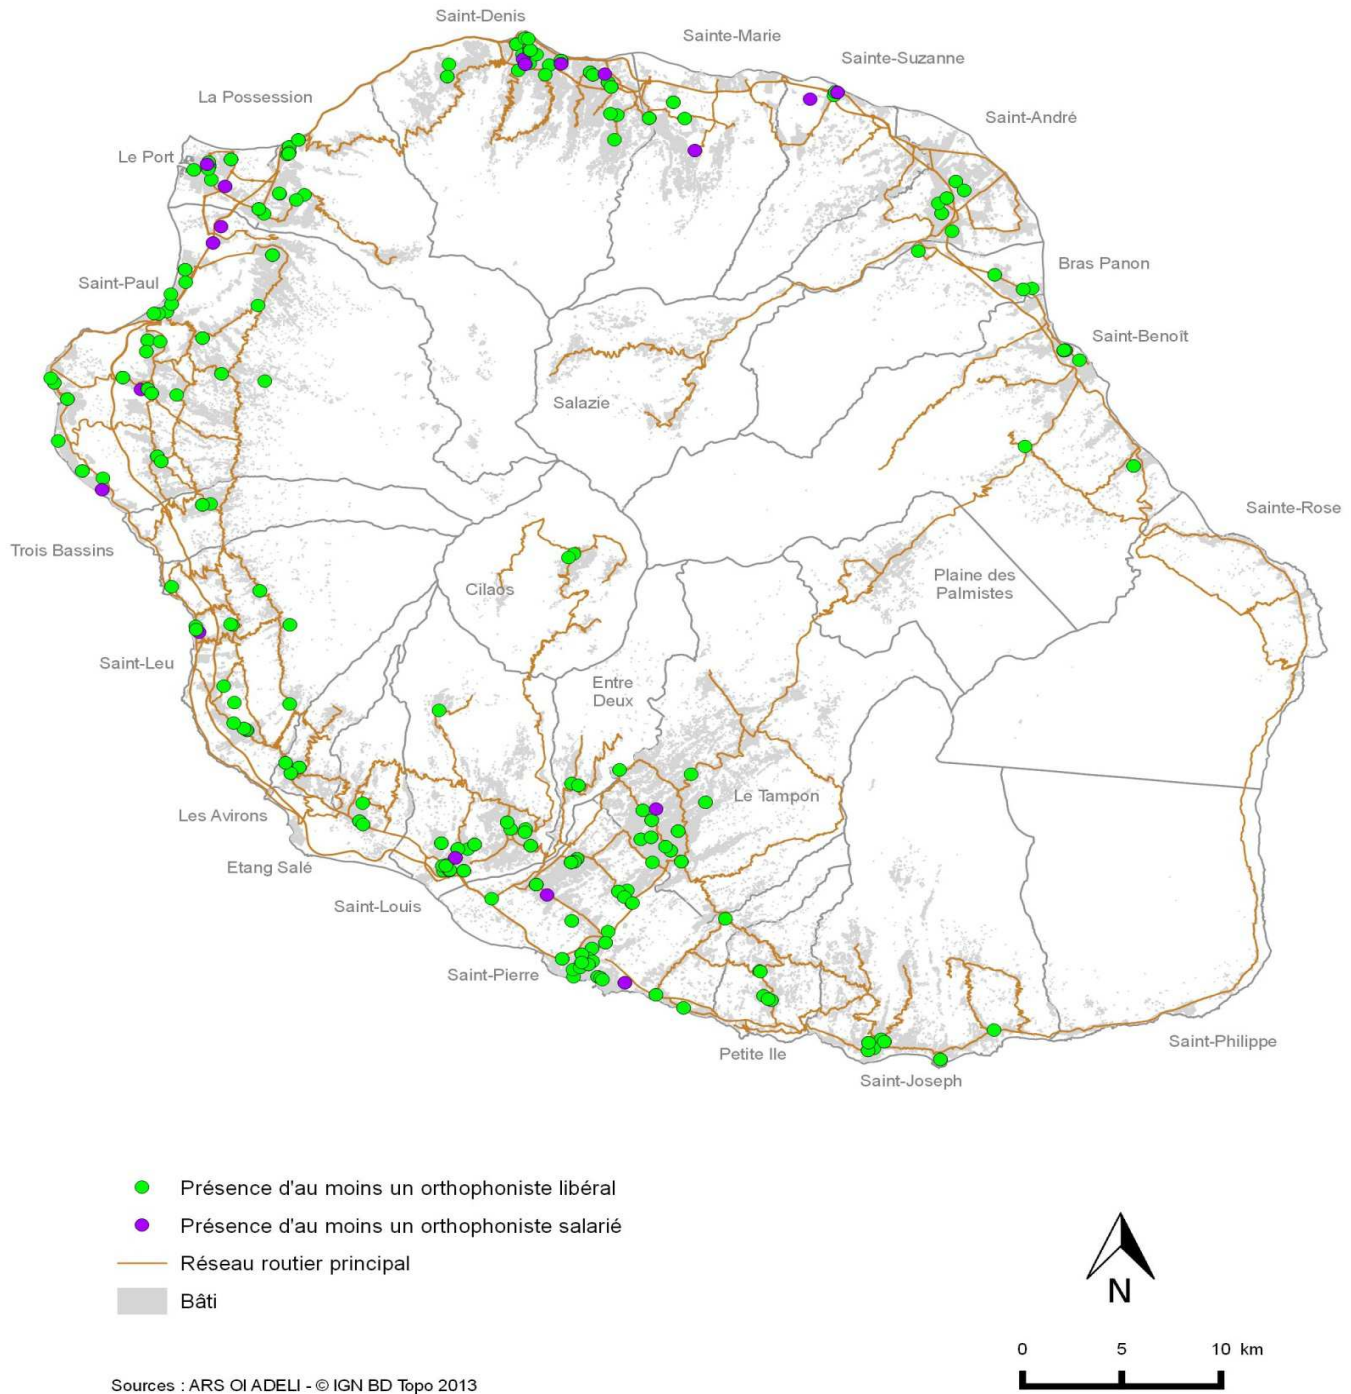 Saint-Denis
Sainte-Marie
Sainte-Suzanne
La Possession
Saint-André
Le Port
Bras Panon
Saint-Paul
Saint-Benoît
Salazie
Sainte-Rose
Trois Bassins
Plaine des
Palmistes
Cilaos
Saint-Leu
Entre
Deux
Le Tampon
Les Avirons
Etang Salé
Saint-Louis
Saint-Pierre
Saint-Philippe
Petite Ile
Saint-Joseph
Présence d'au moins un orthophoniste libéral
Présence d'au moins un orthophoniste salarié
Réseau routier principal
Bâti
N
0 5 10 km
Sources : ARS OI ADELI - © IGN BD Topo 2013